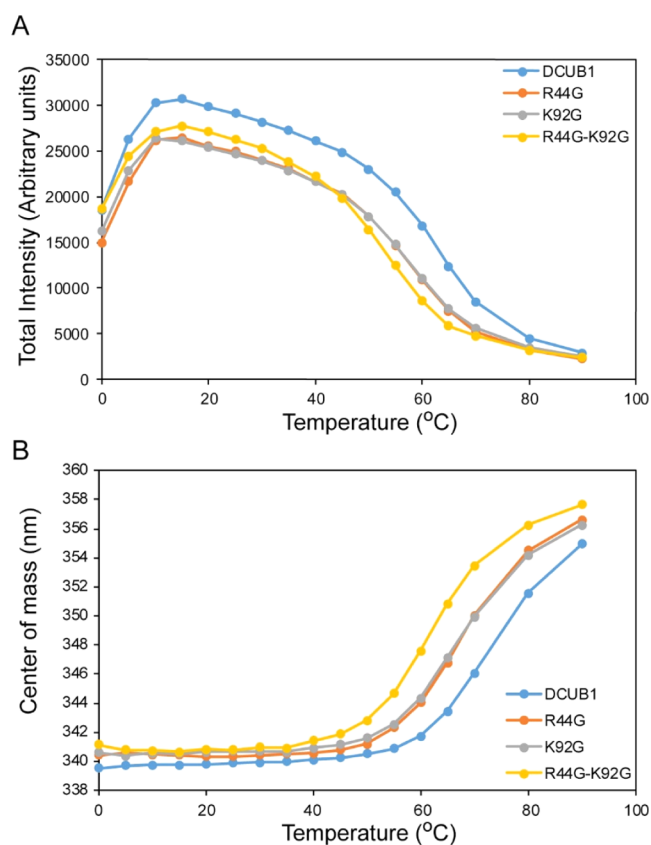 A
Total Intensity (Arbitrary units)
35000
30000
25000
20000
15000
10000
5000
0
0 20 40 60 80 100
Temperature (oC)
DCUB1
R44G
K92G
R44G-K92G
B
Center of mass (nm)
360
358
356
354
352
350
348
346
344
342
340
338
0 20 40 60 80 100
Temperature (oC)
DCUB1
R44G
K92G
R44G-K92G